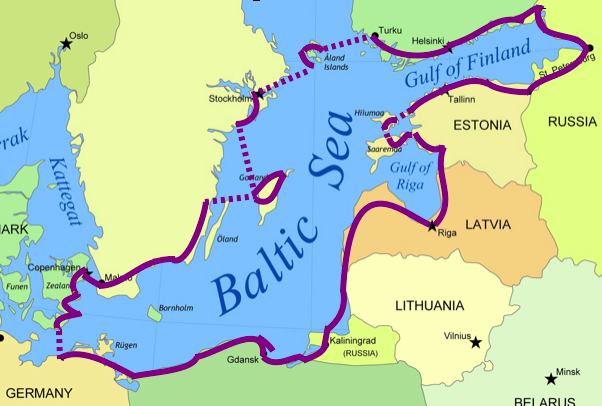 Oslo
Turku
Helsinki
Åland
Islands
Gulf of Finland
St. Petersburg
Stockholm
Tallinn
Hiiumaa
ESTONIA
RUSSIA
rrak
Kattegat
Baltic Sea
Saaremaa
Gulf of
Riga
Gotland
LATVIA
Riga
ARK
Öland
Copenhagen
Malmö
Funen
Zealand
Bornholm
LITHUANIA
Rügen
Kaliningrad
(RUSSIA)
Vilnius
Gdansk
Minsk
GERMANY
BELARUS